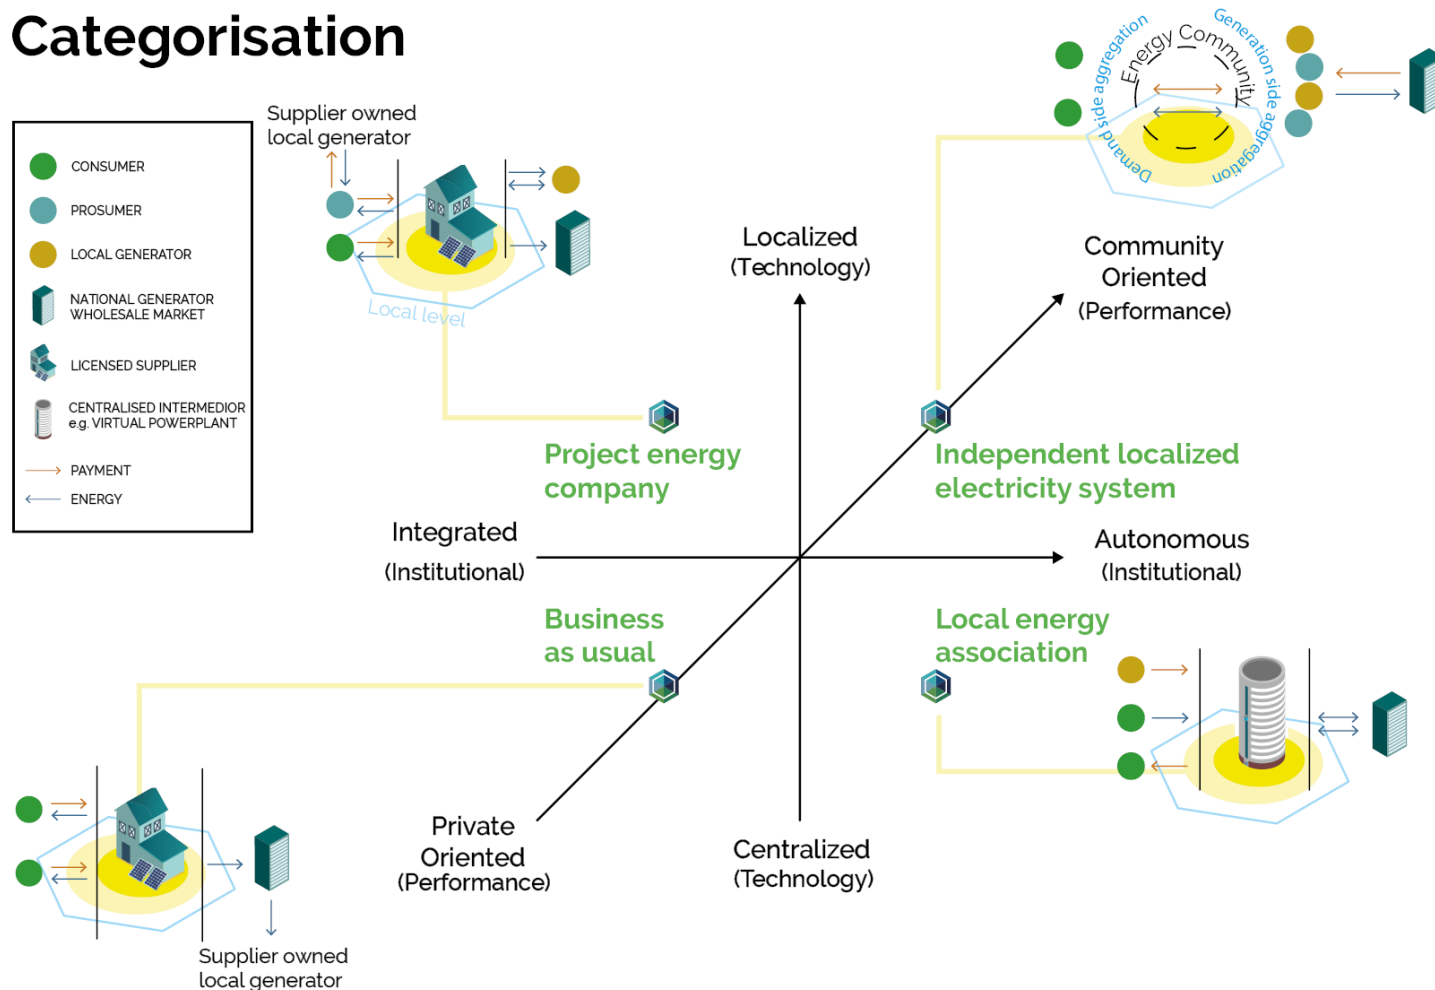 Categorisation
CONSUMER
PROSUMER
LOCAL GENERATOR
NATIONAL GENERATOR
WHOLESALE MARKET
LICENSED SUPPLIER
CENTRALISED INTERMEDIOR
e.g. VIRTUAL POWERPLANT
PAYMENT
ENERGY
Supplier owned
local generator
Local level
Energy Community
Demand side aggregation
Generation side aggregation
Localized
(Technology)
Community
Oriented
(Performance)
Project energy
company
Independent localized
electricity system
Integrated
(Institutional)
Autonomous
(Institutional)
Business
as usual
Local energy
association
Private
Oriented
(Performance)
Centralized
(Technology)
Supplier owned
local generator